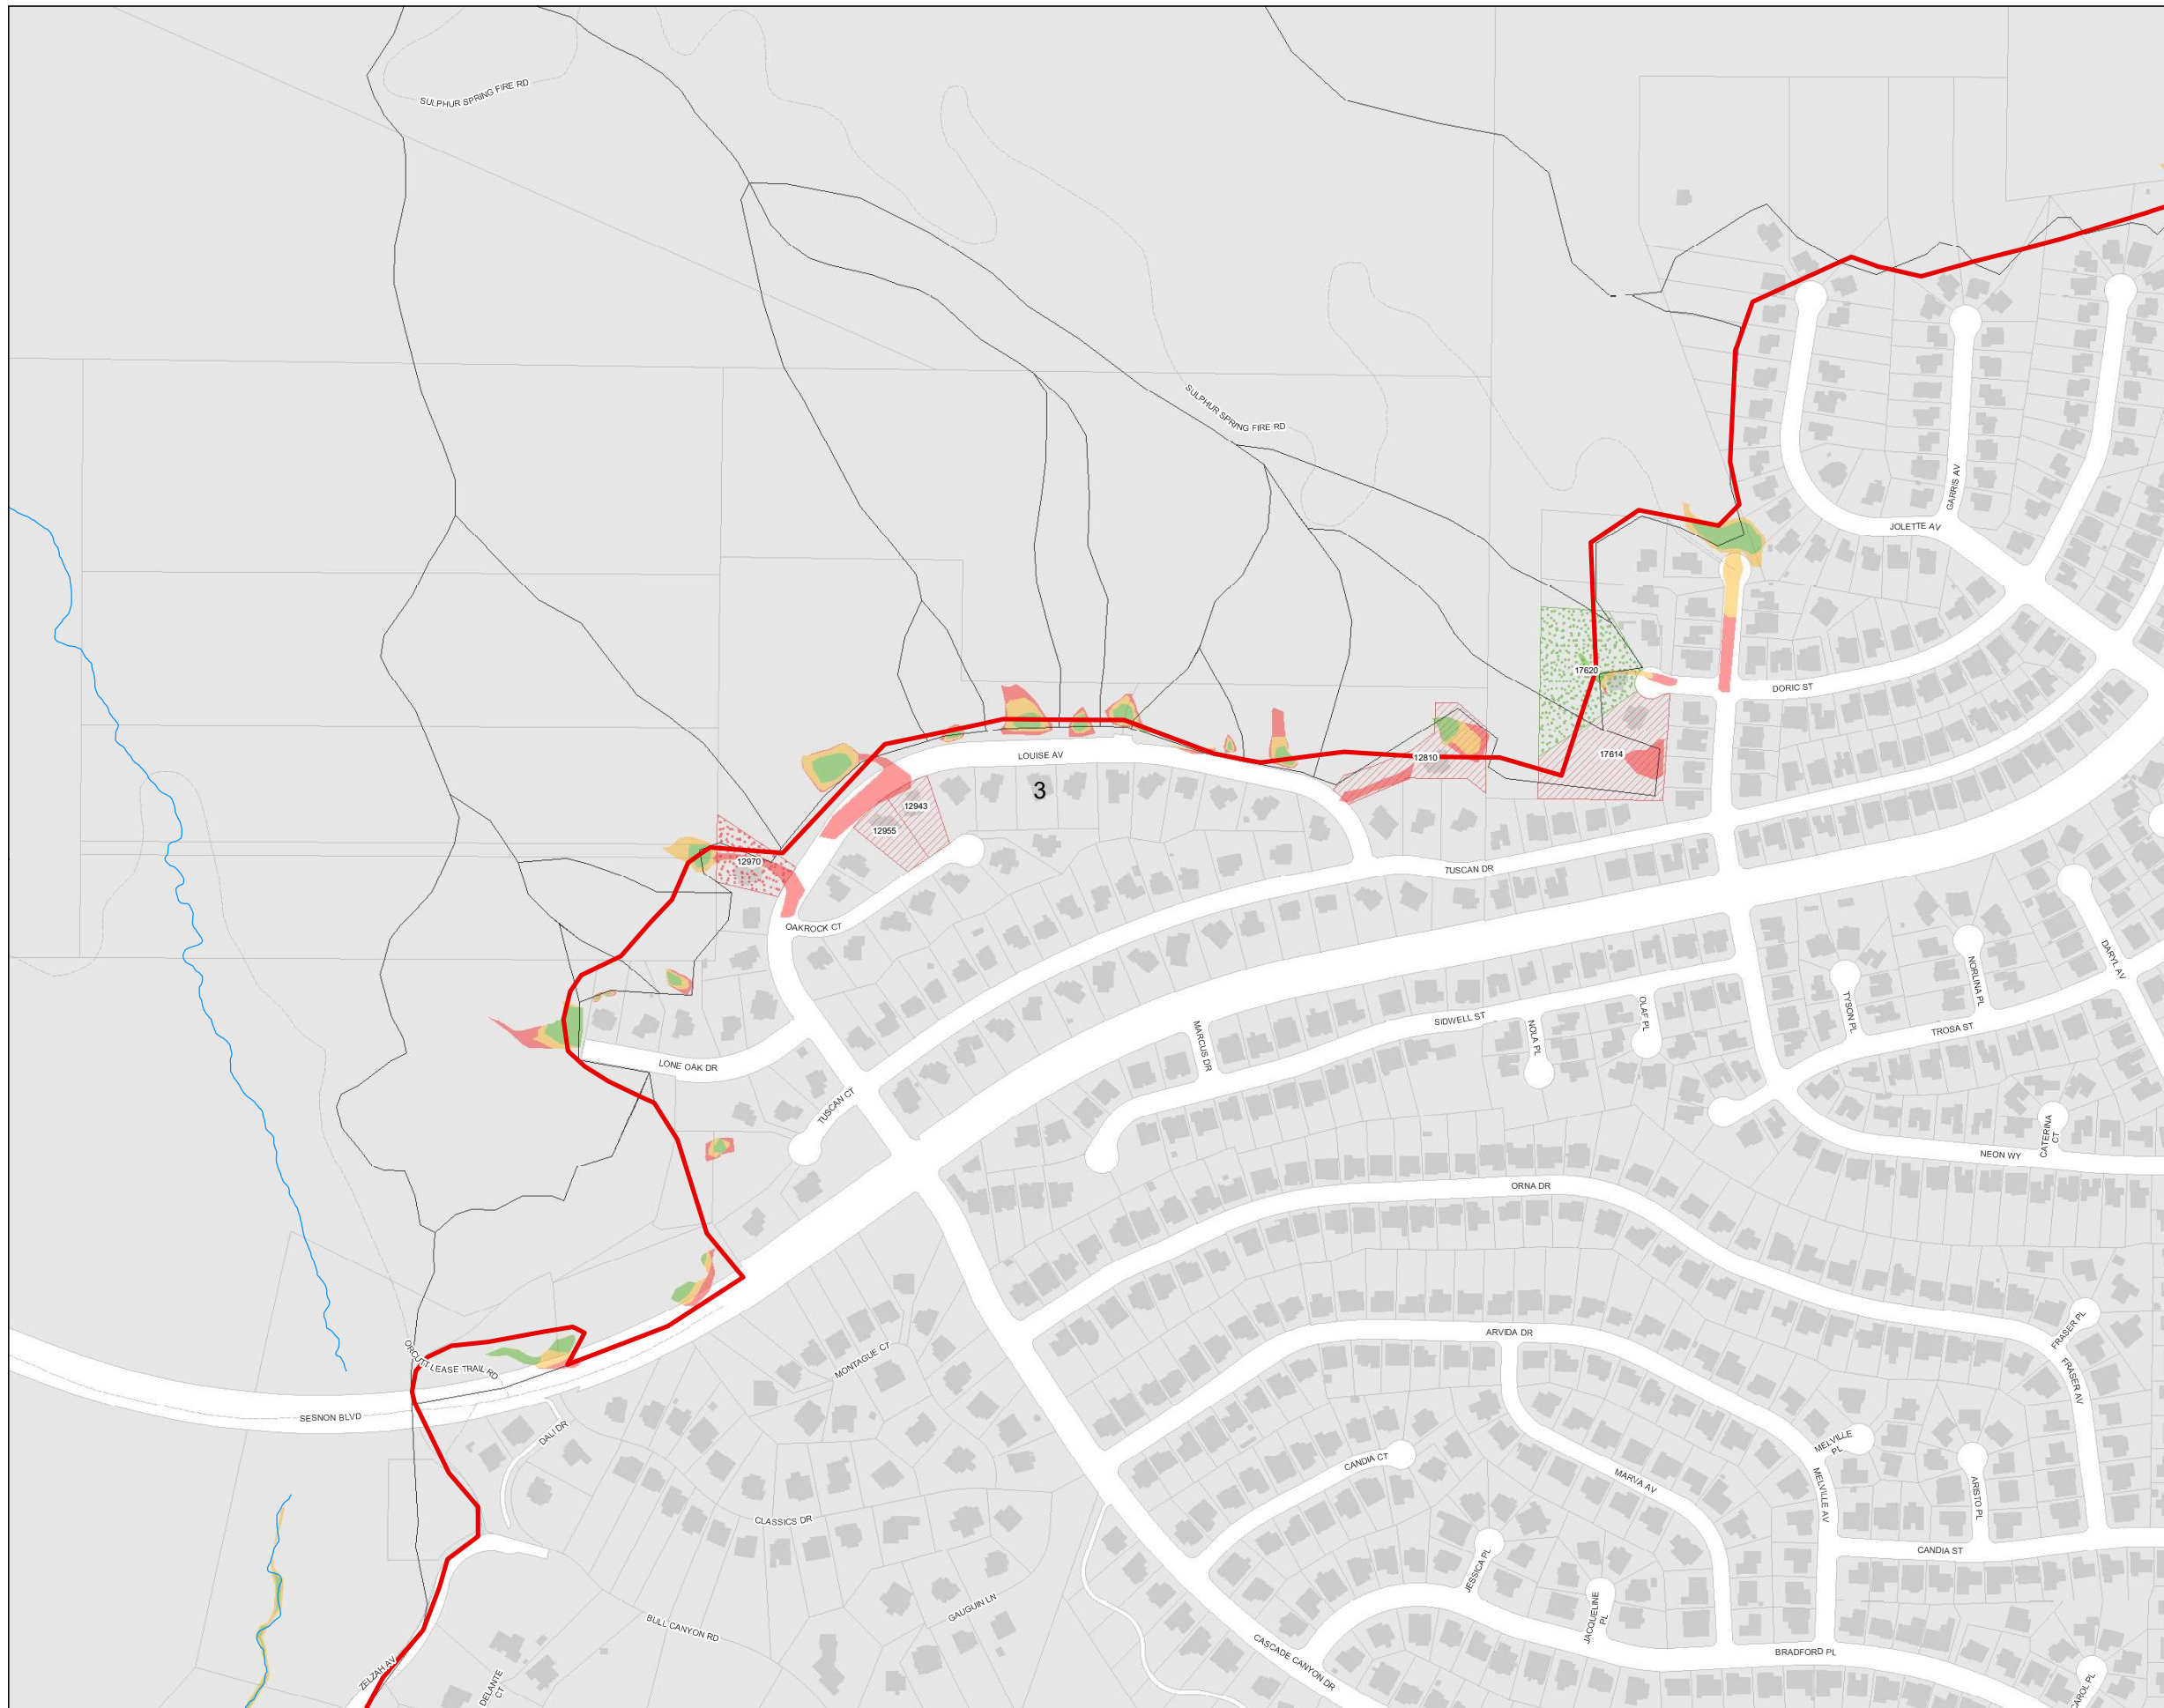 SULPHUR SPRING FIRE RD
SULPHUR SPRING FIRE RD
GARRIS AV
JOLETTE AV
17620
DORIC ST
17614
12810
LOUISE AV
3
12943
12955
12970
TUSCAN DR
OAKROCK CT
DARYL AV
NORLINA PL
TYSON PL
OLAF PL
SIDWELL ST
NOLA PL
MARCUS DR
TROSA ST
LONE OAK DR
TUSCAN CT
CATERINA
CT
NEON WY
ORNA DR
FRASER PL
ARVIDA DR
MONTAGUE CT
ORCUTT LEASE TRAIL RD
FRASER AV
SESNON BLVD
DALI DR
MELVILLE
PL
CANDIA CT
MARVA AV
MELVILLE AV
ARISTO PL
CLASSICS DR
CANDIA ST
JESSICA PL
GAUGUIN LN
JACQUELINE
PL
BULL CANYON RD
CASCADE CANYON DR
BRADFORD PL
ZELZAH AV
DELANTE
CT
CAROL PL